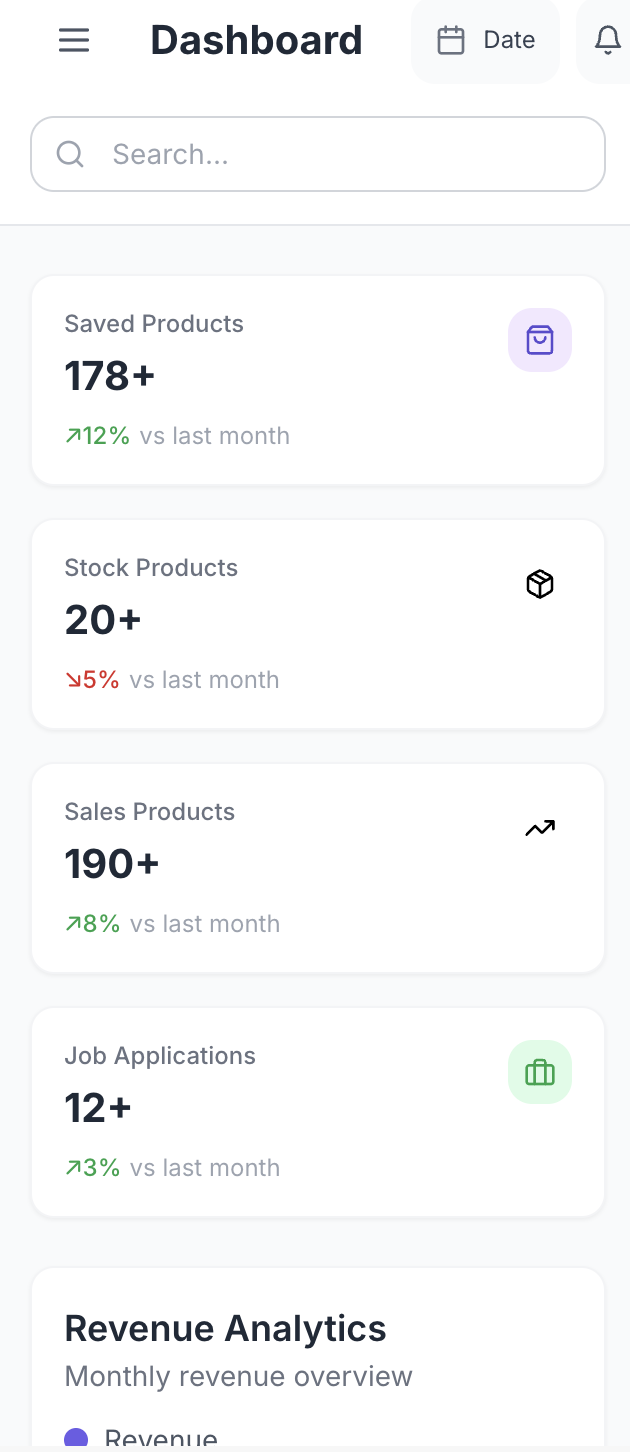 Dashboard
Date
Search...
Saved Products
178+
↗12% vs last month
Stock Products
20+
↘5% vs last month
Sales Products
190+
↗8% vs last month
Job Applications
12+
↗3% vs last month
Revenue Analytics
Monthly revenue overview
Revenue